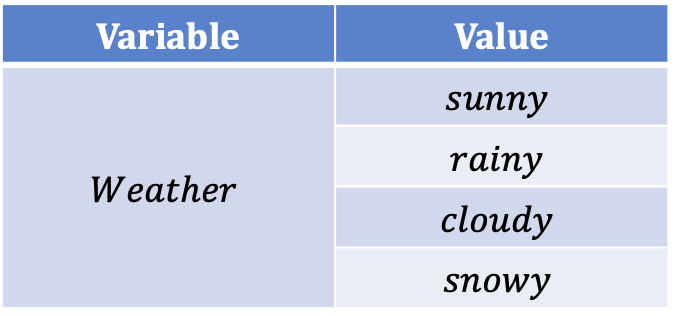 Variable Value
sunny
rainy
Weather
cloudy
snowy